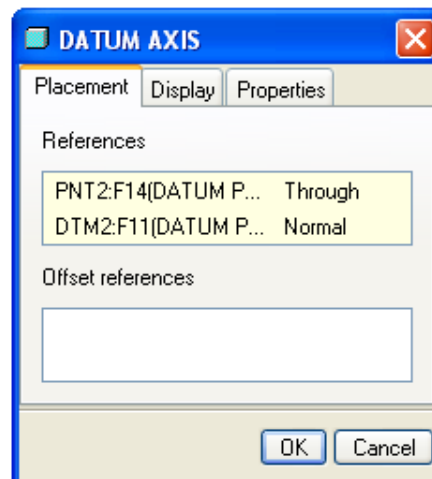 DATUM AXIS
Placement Display Properties
References
PNT2:F14(DATUM P... Through
DTM2:F11(DATUM P... Normal
Offset references
OK Cancel